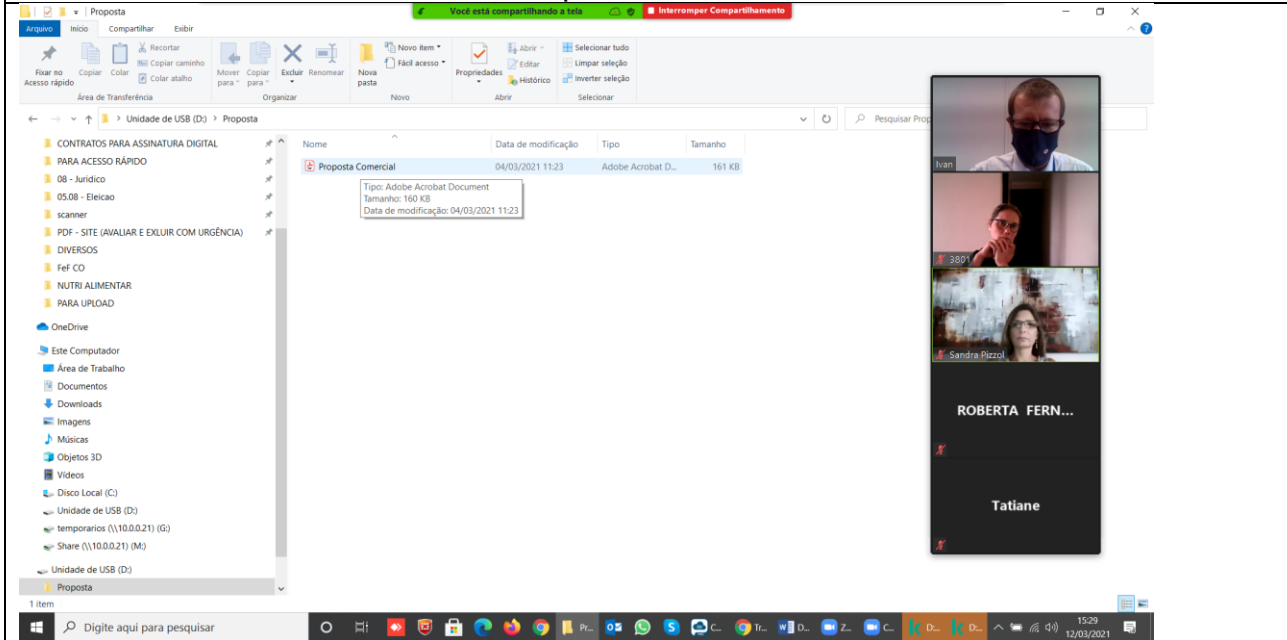 Proposta
Você está compartilhando a tela
Interromper Compartilhamento
Arquivo
Início
Compartilhar
Exibir
Fixar no
Acesso rápido
Copiar
Colar
Recortar
Copiar caminho
Colar atalho
Área de Transferência
Mover
para
Copiar
para
Excluir
Renomear
Organizar
Nova
pasta
Novo item
Fácil acesso
Novo
Propriedades
Abrir
Editar
Histórico
Abrir
Selecionar tudo
Limpar seleção
Inverter seleção
Selecionar
Unidade de USB (D:) > Proposta
Pesquisar Prop
CONTRATOS PARA ASSINATURA DIGITAL
PARA ACESSO RÁPIDO
08 - Juridico
05.08 - Eleicao
scanner
PDF - SITE (AVALIAR E EXLUIR COM URGÊNCIA)
DIVERSOS
FeF CO
NUTRI ALIMENTAR
PARA UPLOAD
OneDrive
Este Computador
Área de Trabalho
Documentos
Downloads
Imagens
Músicas
Objetos 3D
Vídeos
Disco Local (C:)
Unidade de USB (D:)
temporarios (\\10.0.0.21) (G:)
Share (\\10.0.0.21) (M:)
Unidade de USB (D:)
Proposta
1 item
Nome Data de modificação Tipo Tamanho
Proposta Comercial 04/03/2021 11:23 Adobe Acrobat D... 161 KB
Tipo: Adobe Acrobat Document
Tamanho: 160 KB
Data de modificação: 04/03/2021 11:23
Ivan
3801
Sandra Pizzol
ROBERTA FERN...
Tatiane
Digite aqui para pesquisar
Pr...
C...
Tr...
D...
Z...
C...
D...
D...
15:29
12/03/2021